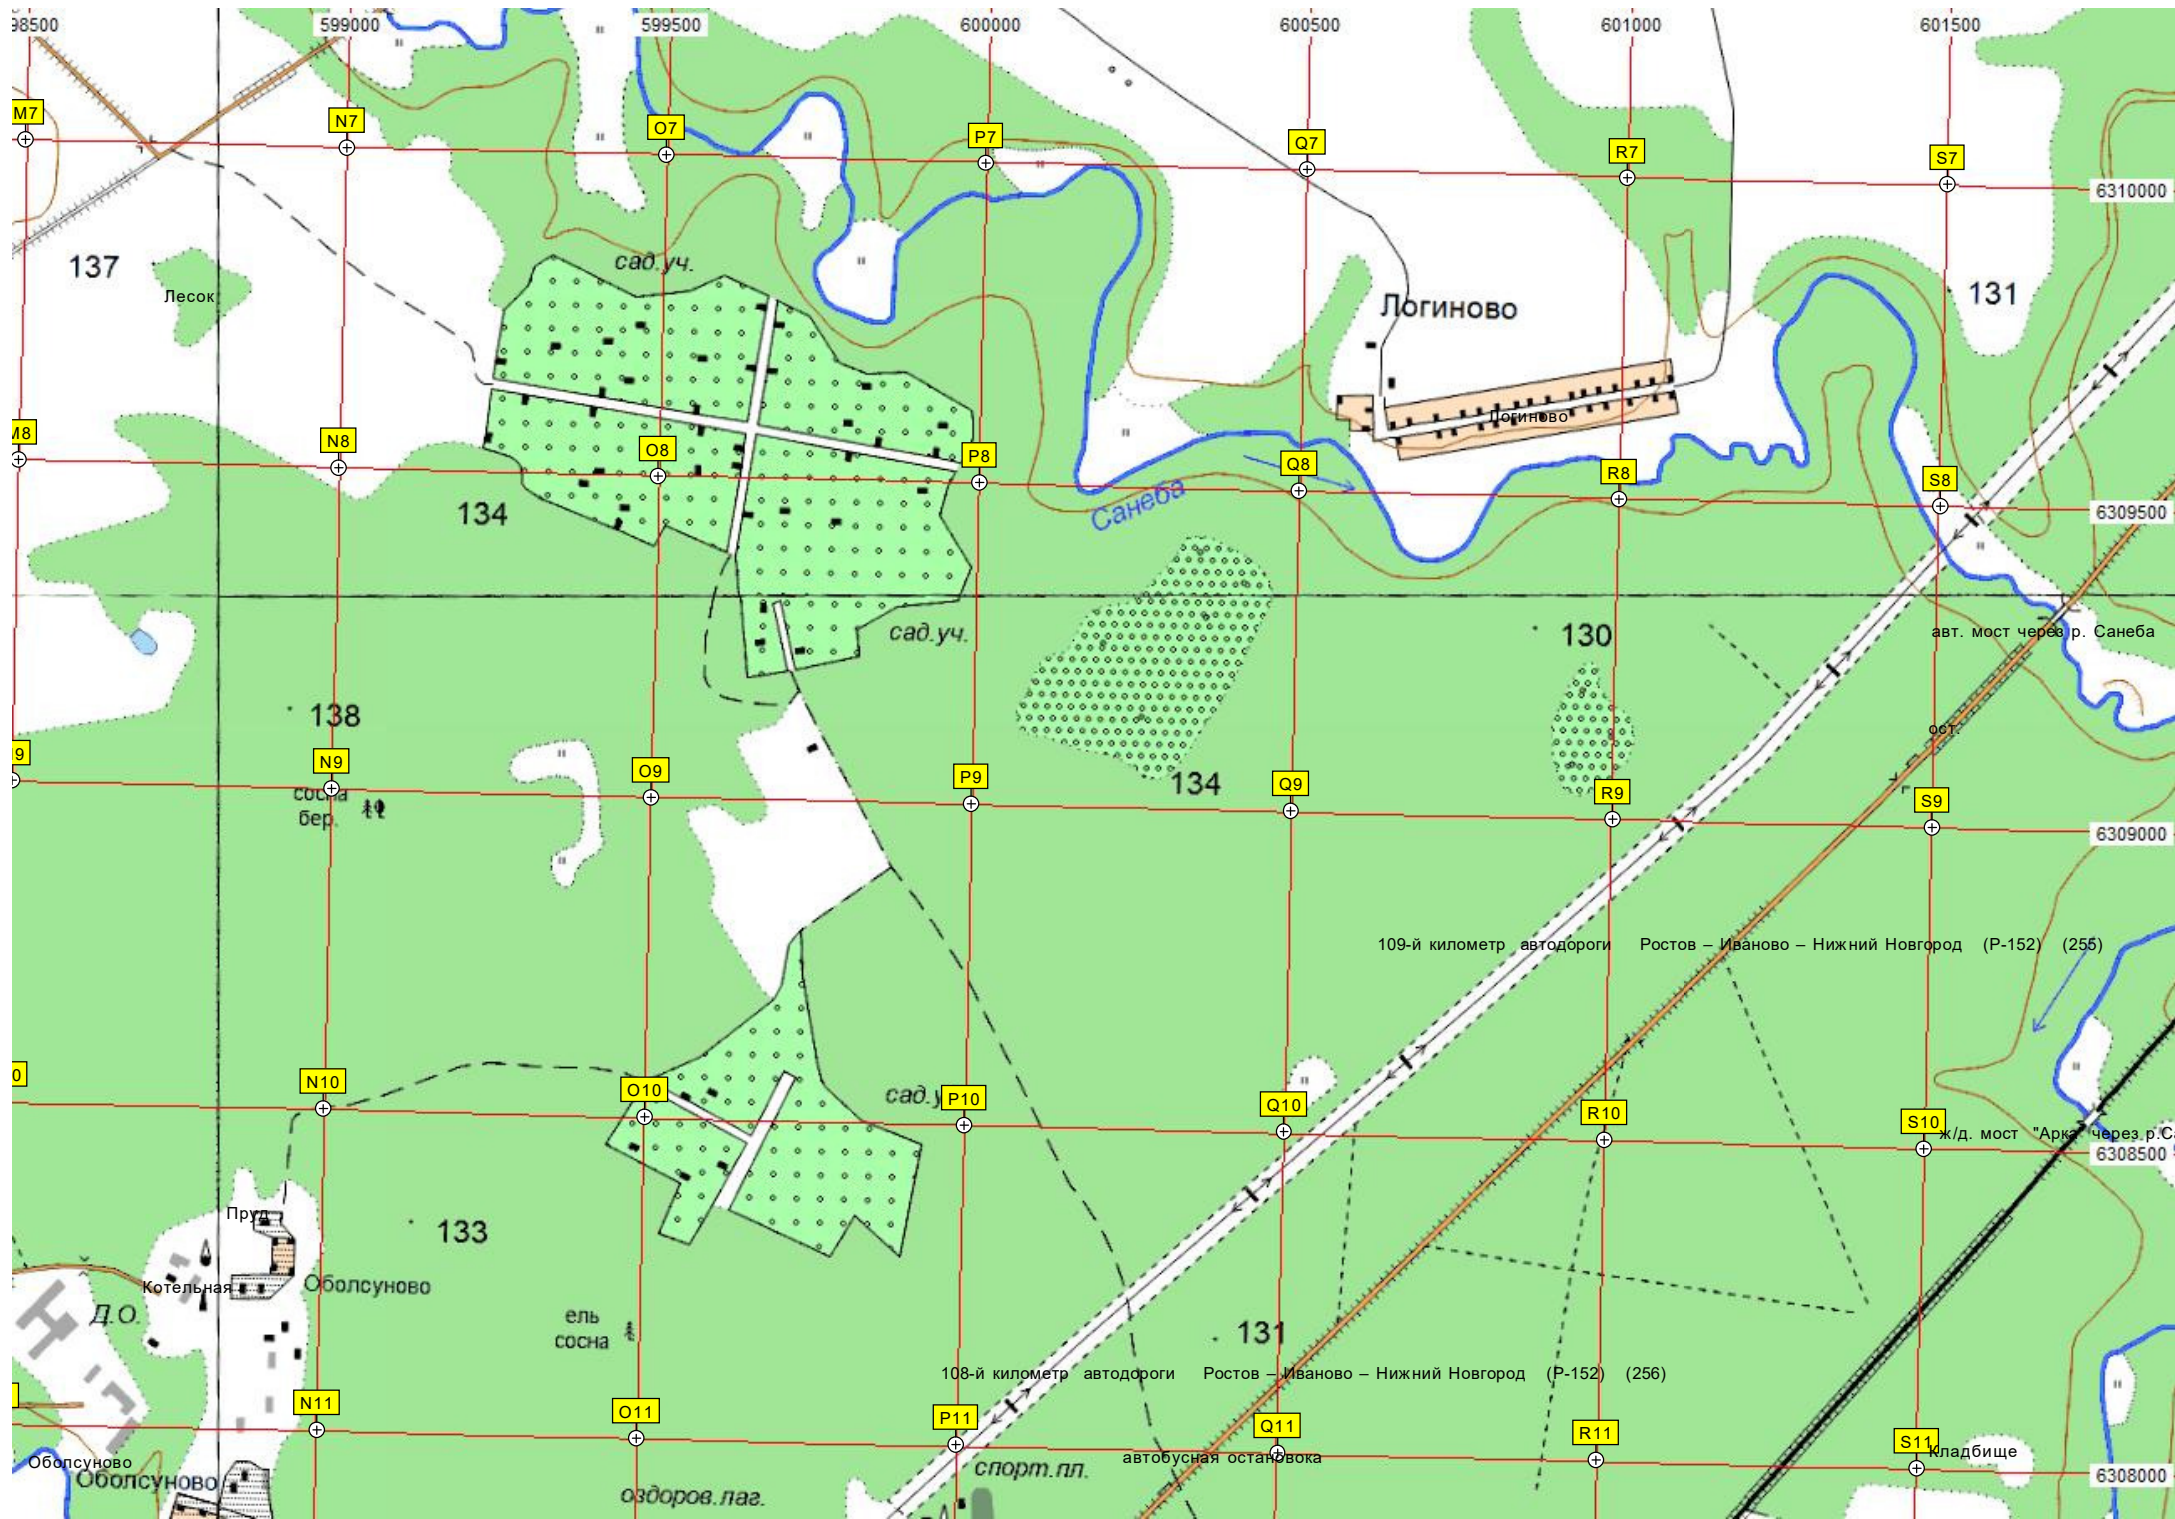 98500 599000 599500 600000 600500 601000 601500
M7 N7 O7 P7 Q7 R7 S7
6310000
137
Лесок
сад.уч.
Логиново
131
Логиново
M8 N8 O8 P8 Q8 R8 S8
6309500
134
Санеба
сад.уч.
130
авт. мост через р. Санеба
138
ост.
9 N9 O9 P9 Q9 R9 S9
134
6309000
сосна
бер.
109-й километр автодороги Ростов – Иваново – Нижний Новгород (Р-152) (255)
0 N10 O10 P10 Q10 R10 S10
сад.у
ж/д. мост "Арка" через р.С
6308500
Пруд
133
Котельная
Оболсуново
Д.О.
ель
сосна
131
108-й километр автодороги Ростов – Иваново – Нижний Новгород (Р-152) (256)
N11 O11 P11 Q11 R11 S11
Кладбище
автобусная остановока
Оболсуново
Оболсуново
спорт.пл.
6308000
оздоров.лаг.